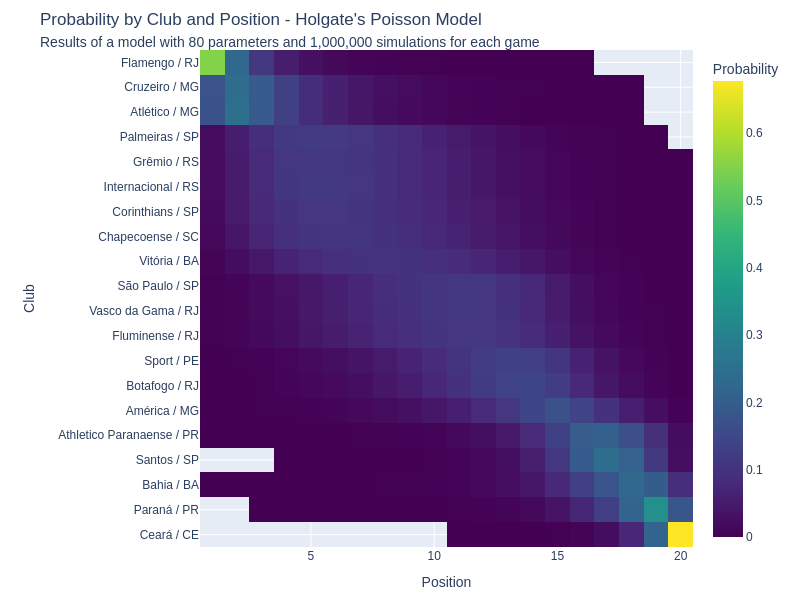 Probability by Club and Position - Holgate's Poisson Model
Results of a model with 80 parameters and 1,000,000 simulations for each game
Probability
Flamengo / RJ
Cruzeiro / MG
Atlético / MG
Palmeiras / SP
Grêmio / RS
Internacional / RS
Corinthians / SP
Chapecoense / SC
Vitória / BA
São Paulo / SP
Vasco da Gama / RJ
Fluminense / RJ
Sport / PE
Botafogo / RJ
América / MG
Athletico Paranaense / PR
Santos / SP
Bahia / BA
Paraná / PR
Ceará / CE
Club
5
10
15
20
Position
0.6
0.5
0.4
0.3
0.2
0.1
0